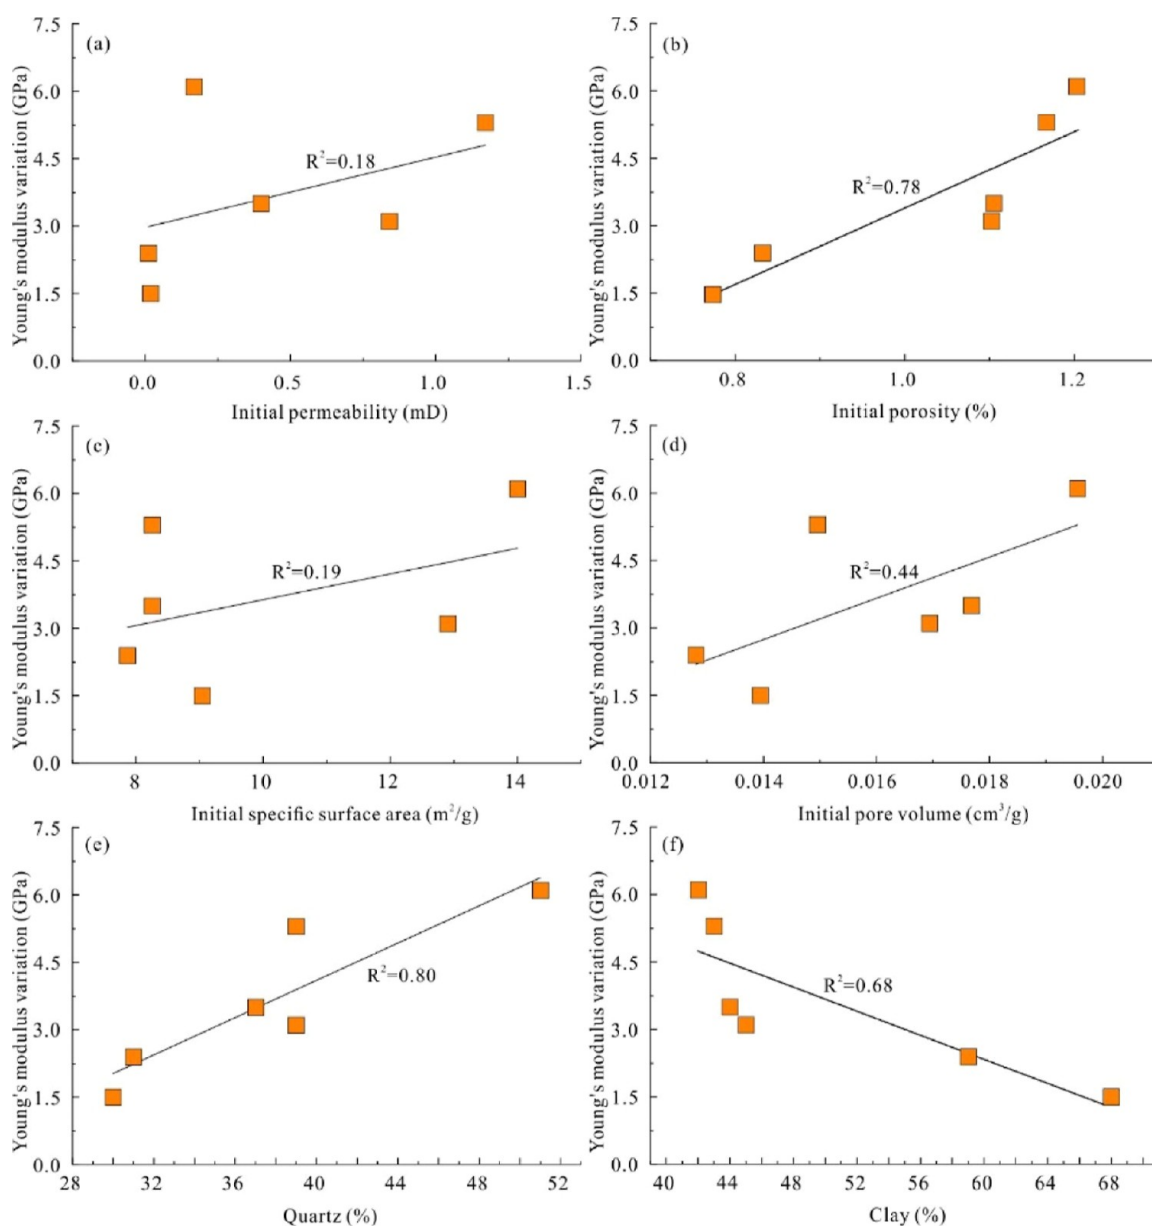 (a)
7.5
6.0
4.5
3.0
1.5
0.0
Young's modulus variation (GPa)
R²=0.18
0.0 0.5 1.0 1.5
Initial permeability (mD)
(b)
7.5
6.0
4.5
3.0
1.5
0.0
Young's modulus variation (GPa)
R²=0.78
0.8 1.0 1.2
Initial porosity (%)
(c)
7.5
6.0
4.5
3.0
1.5
0.0
Young's modulus variation (GPa)
R²=0.19
8 10 12 14
Initial specific surface area (m²/g)
(d)
7.5
6.0
4.5
3.0
1.5
0.0
Young's modulus variation (GPa)
R²=0.44
0.012 0.014 0.016 0.018 0.020
Initial pore volume (cm³/g)
(e)
7.5
6.0
4.5
3.0
1.5
0.0
Young's modulus variation (GPa)
R²=0.80
28 32 36 40 44 48 52
Quartz (%)
(f)
7.5
6.0
4.5
3.0
1.5
0.0
Young's modulus variation (GPa)
R²=0.68
40 44 48 52 56 60 64 68
Clay (%)